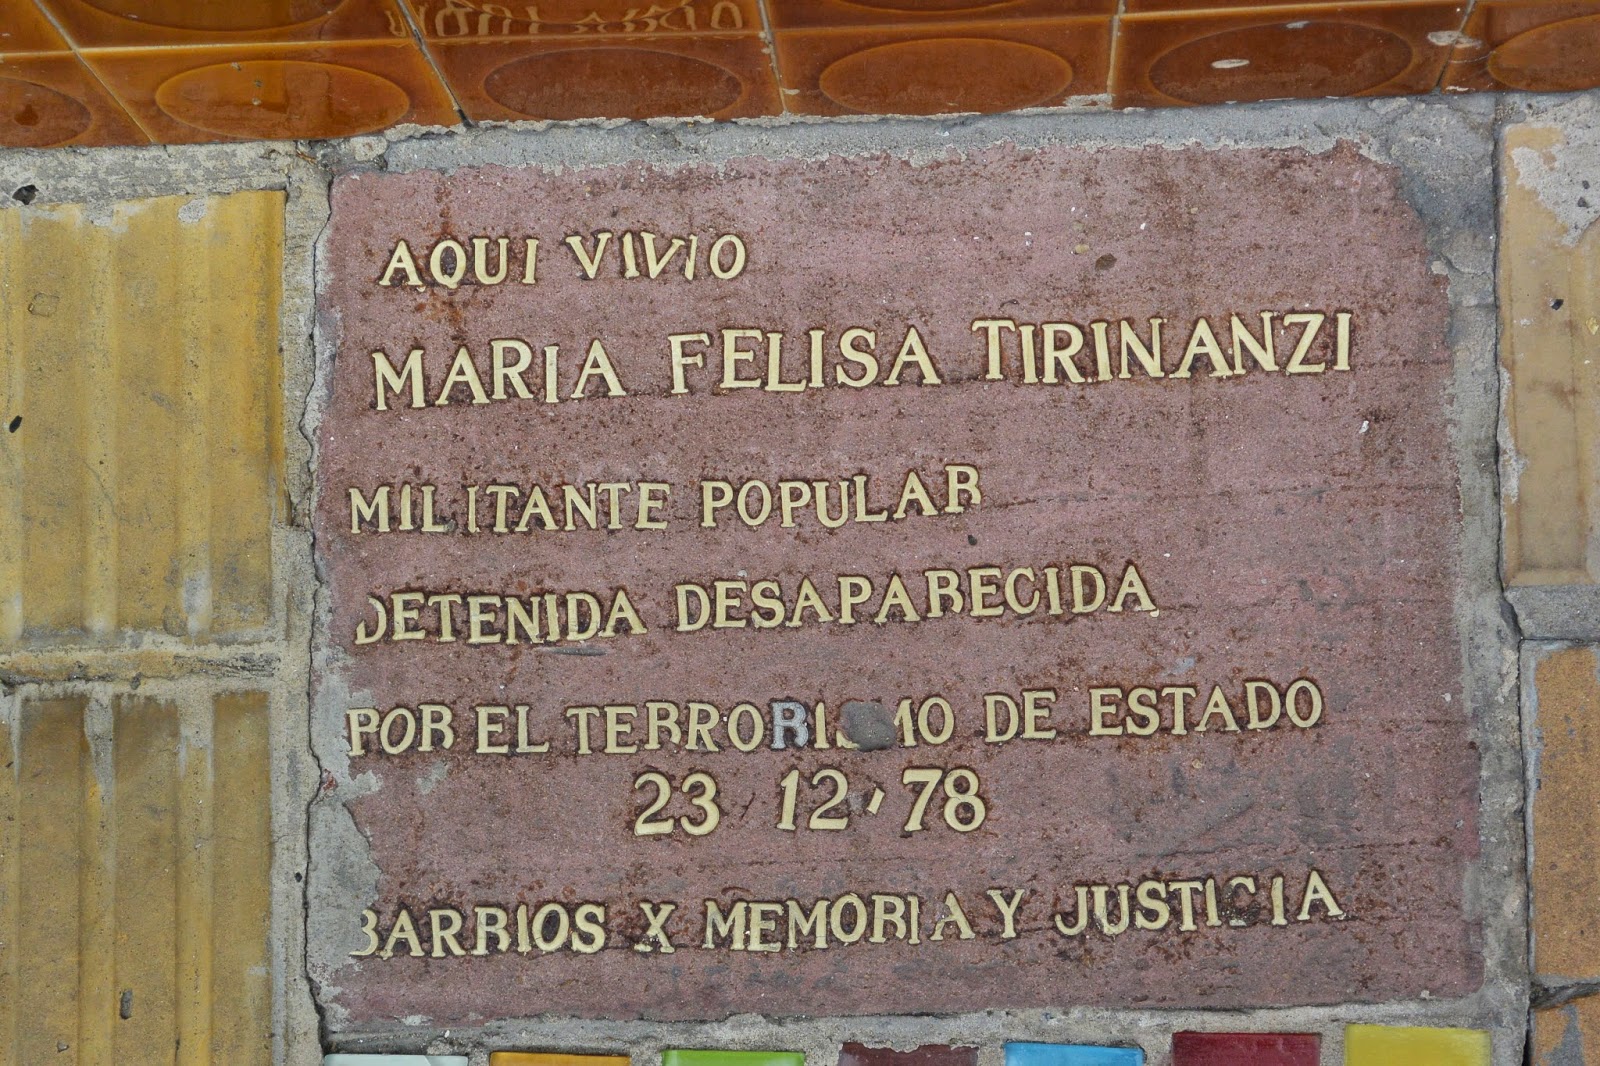 AQUI VIVIO
MARIA FELISA TIRINANZI
MILITANTE POPULAR
DETENIDA DESAPARECIDA
POR EL TERRORISMO DE ESTADO
23 12 · 78
BARRIOS X MEMORIA Y JUSTICIA